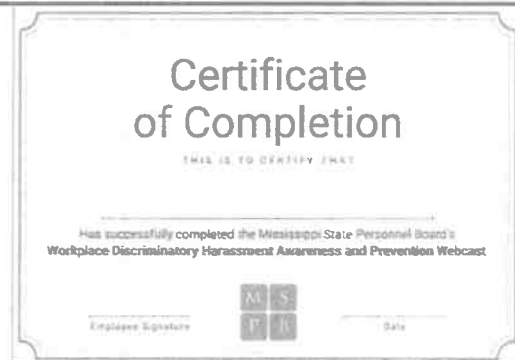 Certificate
of Completion
THIS IS TO CERTIFY THAT
Has successfully completed the Mississippi State Personnel Board's
Workplace Discriminatory Harassment Awareness and Prevention Webcast
M S
P B
Employee Signature
Date